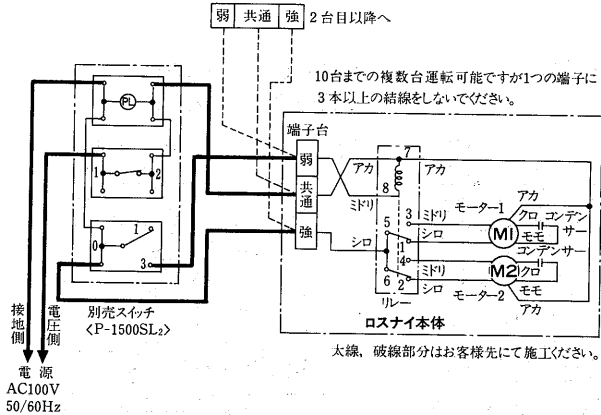 弱 共通 強 2台目以降へ
10台までの複数台運転可能ですが1つの端子に
3本以上の結線をしないでください。
PL
1 2
0 1 3
別売スイッチ
<P-1500SL₂>
接地側
電圧側
電源
AC100V
50/60Hz
端子台
弱
共通
強
アカ
ミドリ
シロ
7
アカ
8
5
3 ミドリ
1 シロ
4 ミドリ
6
2 シロ
リレー
モーター1
アカ
M1
クロ コンデンサー
モモ
コンデンサー
M2
クロ
モモ
モーター2
アカ
ロスナイ本体
太線，破線部分はお客様先にて施工ください。